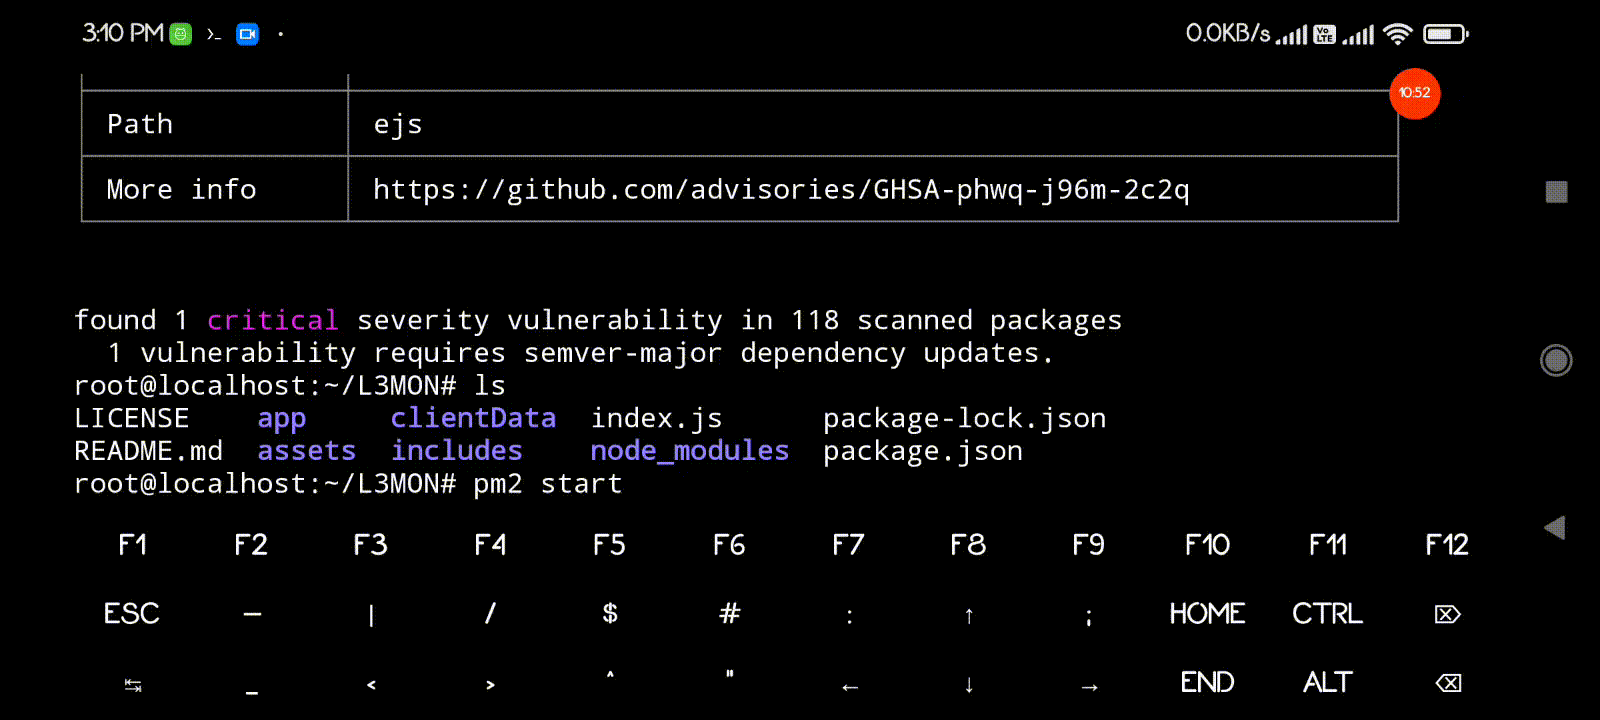 3:10 PM
0.0KB/s Vo LTE
10:52
Path ejs
More info https://github.com/advisories/GHSA-phwq-j96m-2c2q
found 1 critical severity vulnerability in 118 scanned packages
1 vulnerability requires semver-major dependency updates.
root@localhost:~/L3MON# ls
LICENSE app clientData index.js package-lock.json
README.md assets includes node_modules package.json
root@localhost:~/L3MON# pm2 start
F1 F2 F3 F4 F5 F6 F7 F8 F9 F10 F11 F12
ESC — | / $ # : ↑ ; HOME CTRL ⌦
↹ _ < > ^ " ← ↓ → END ALT ⌫